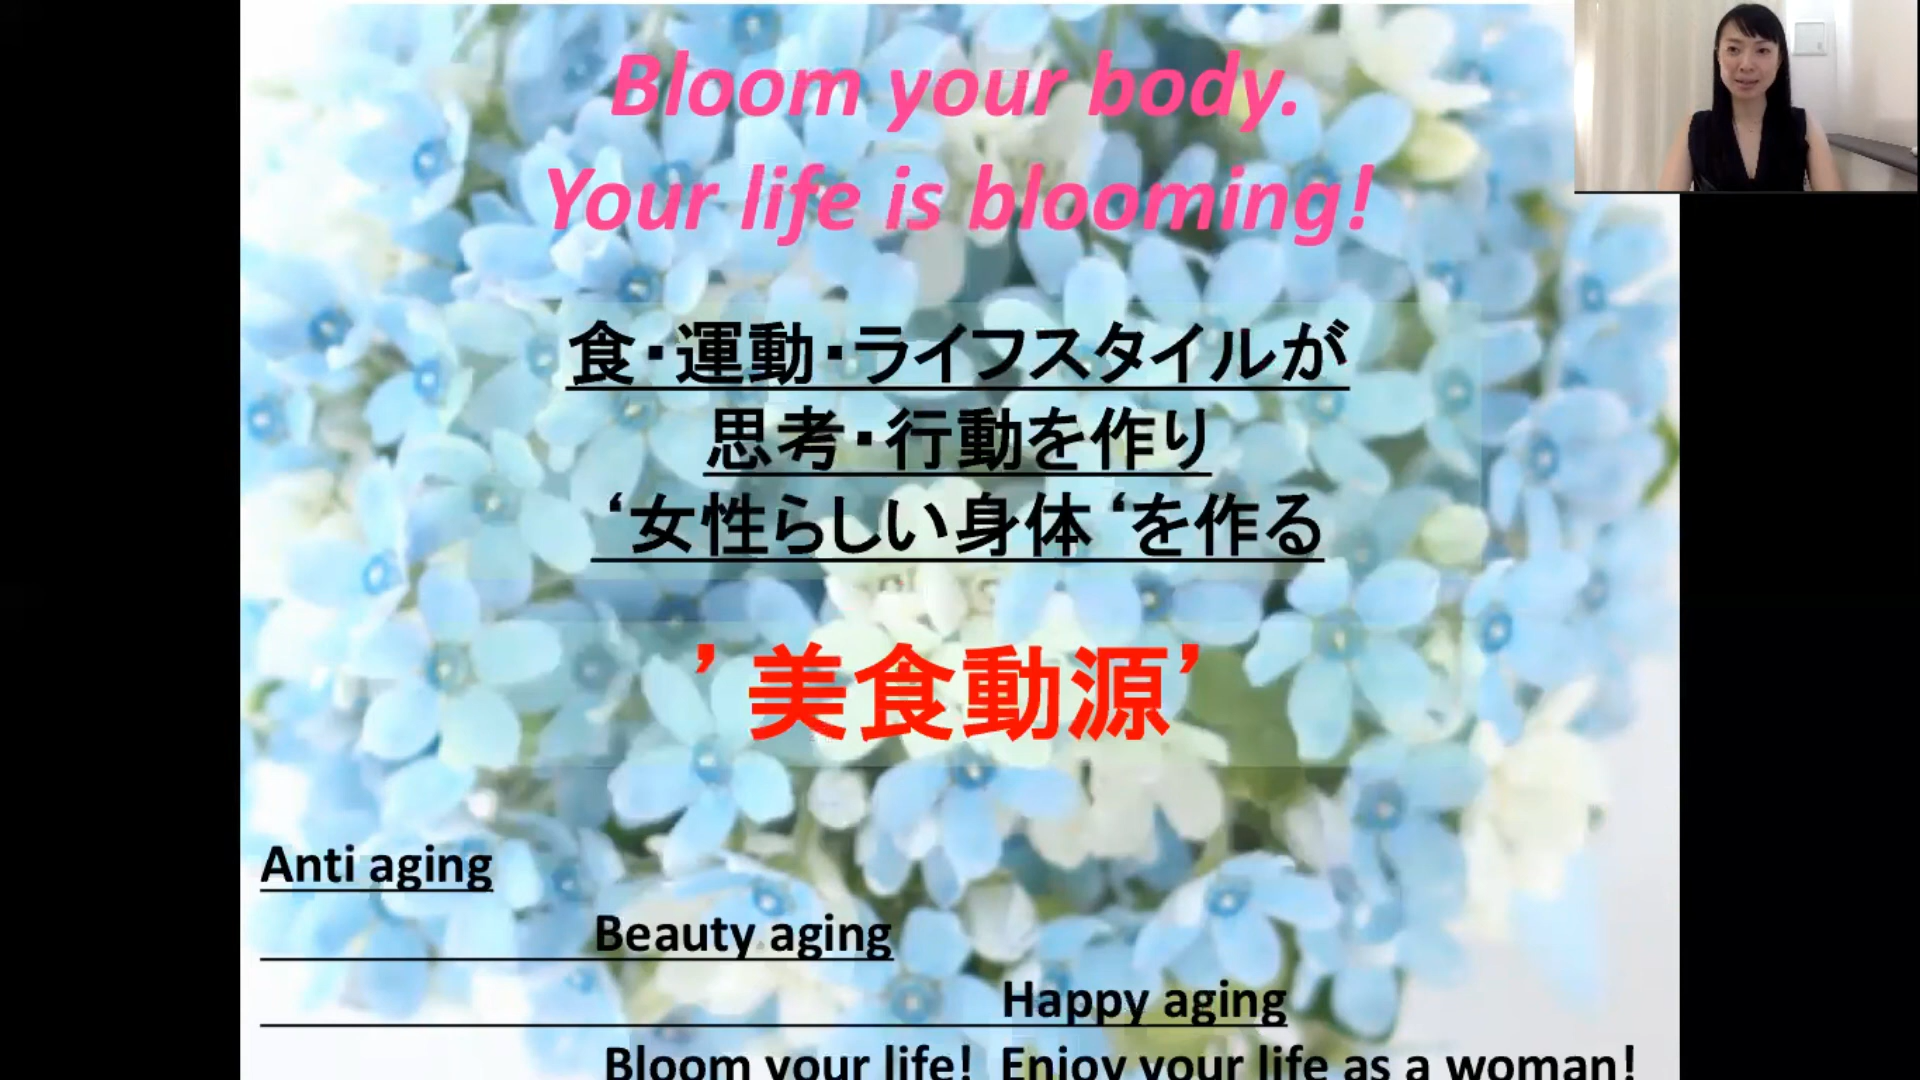 Bloom your body.
Your life is blooming!
食・運動・ライフスタイルが
思考・行動を作り
‘女性らしい身体‘を作る
’美食動源’
Anti aging
Beauty aging
Happy aging
Bloom your life!  Enjoy your life as a woman!